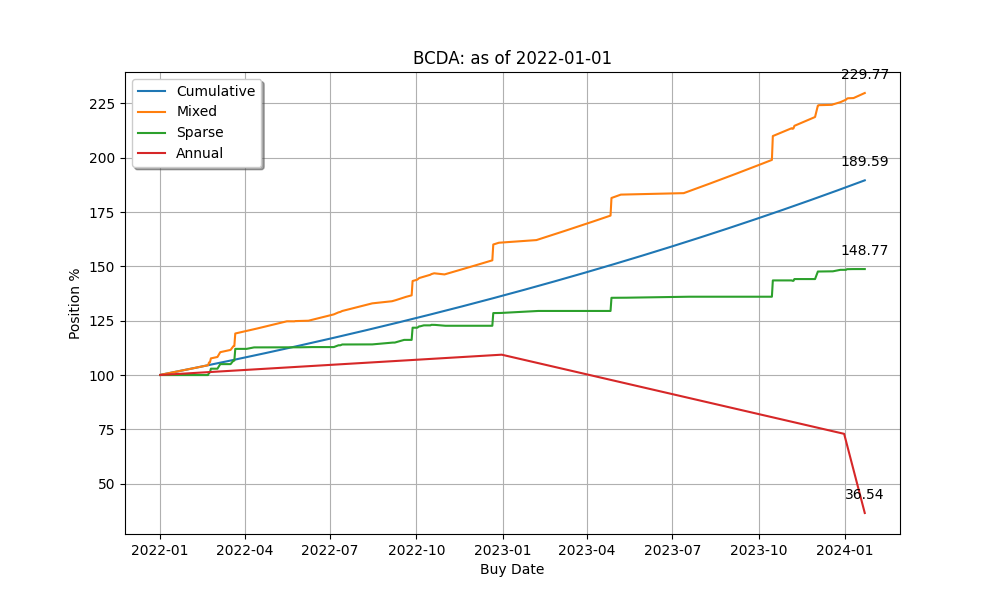 BCDA: as of 2022-01-01
Cumulative
Mixed
Sparse
Annual
229.77
189.59
148.77
36.54
Position %
225
200
175
150
125
100
75
50
2022-01 2022-04 2022-07 2022-10 2023-01 2023-04 2023-07 2023-10 2024-01
Buy Date